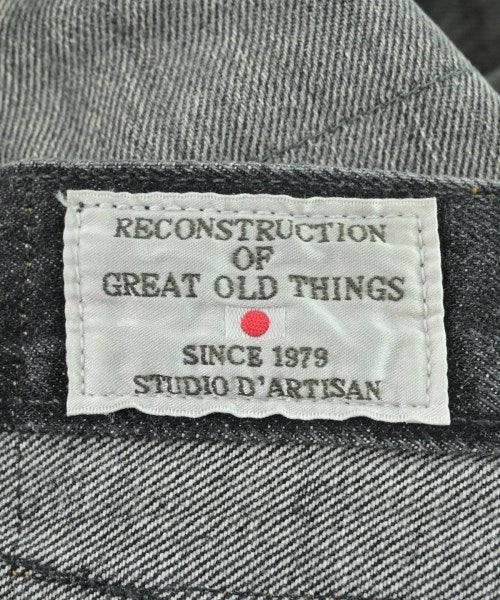 RECONSTRUCTION
OF
GREAT OLD THINGS
SINCE 1979
STUDIO D'ARTISAN